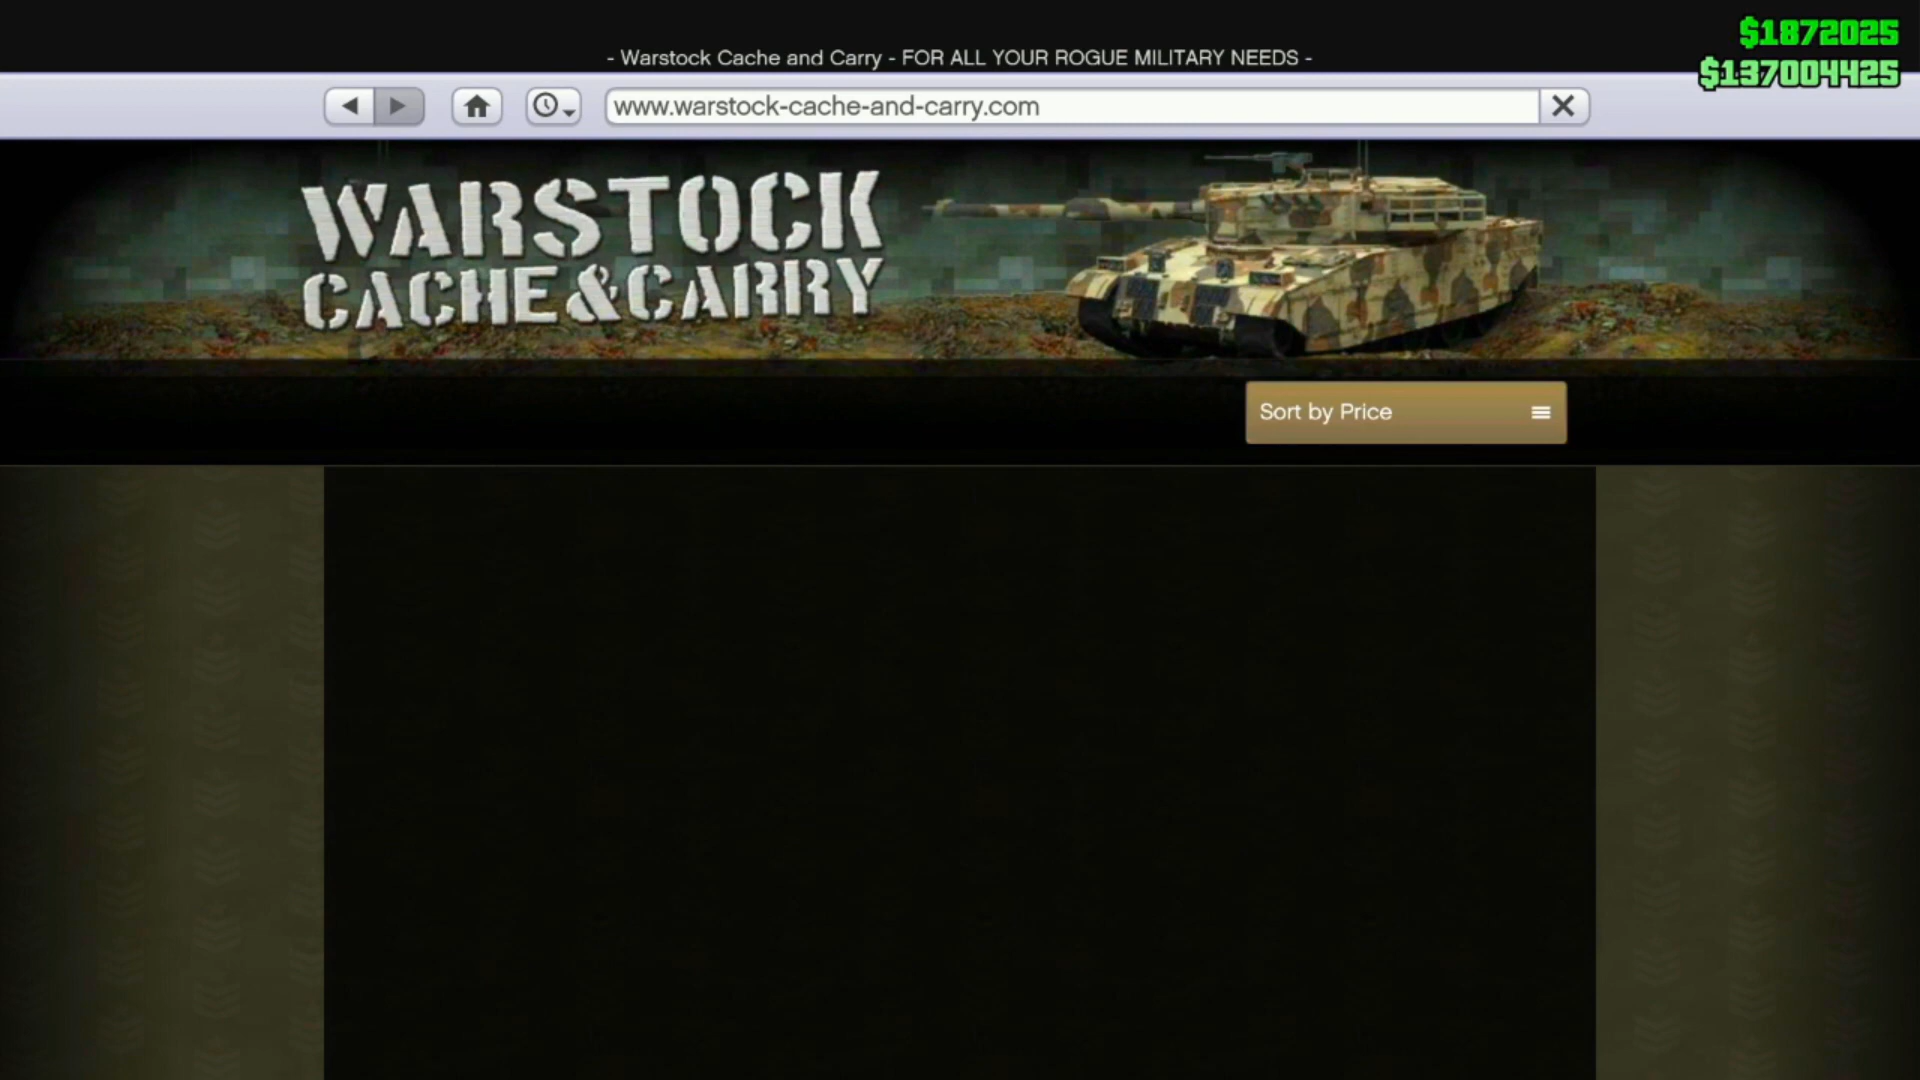 - Warstock Cache and Carry - FOR ALL YOUR ROGUE MILITARY NEEDS -
$1872025
$137004425
www.warstock-cache-and-carry.com
WARSTOCK
CACHE & CARRY
Sort by Price